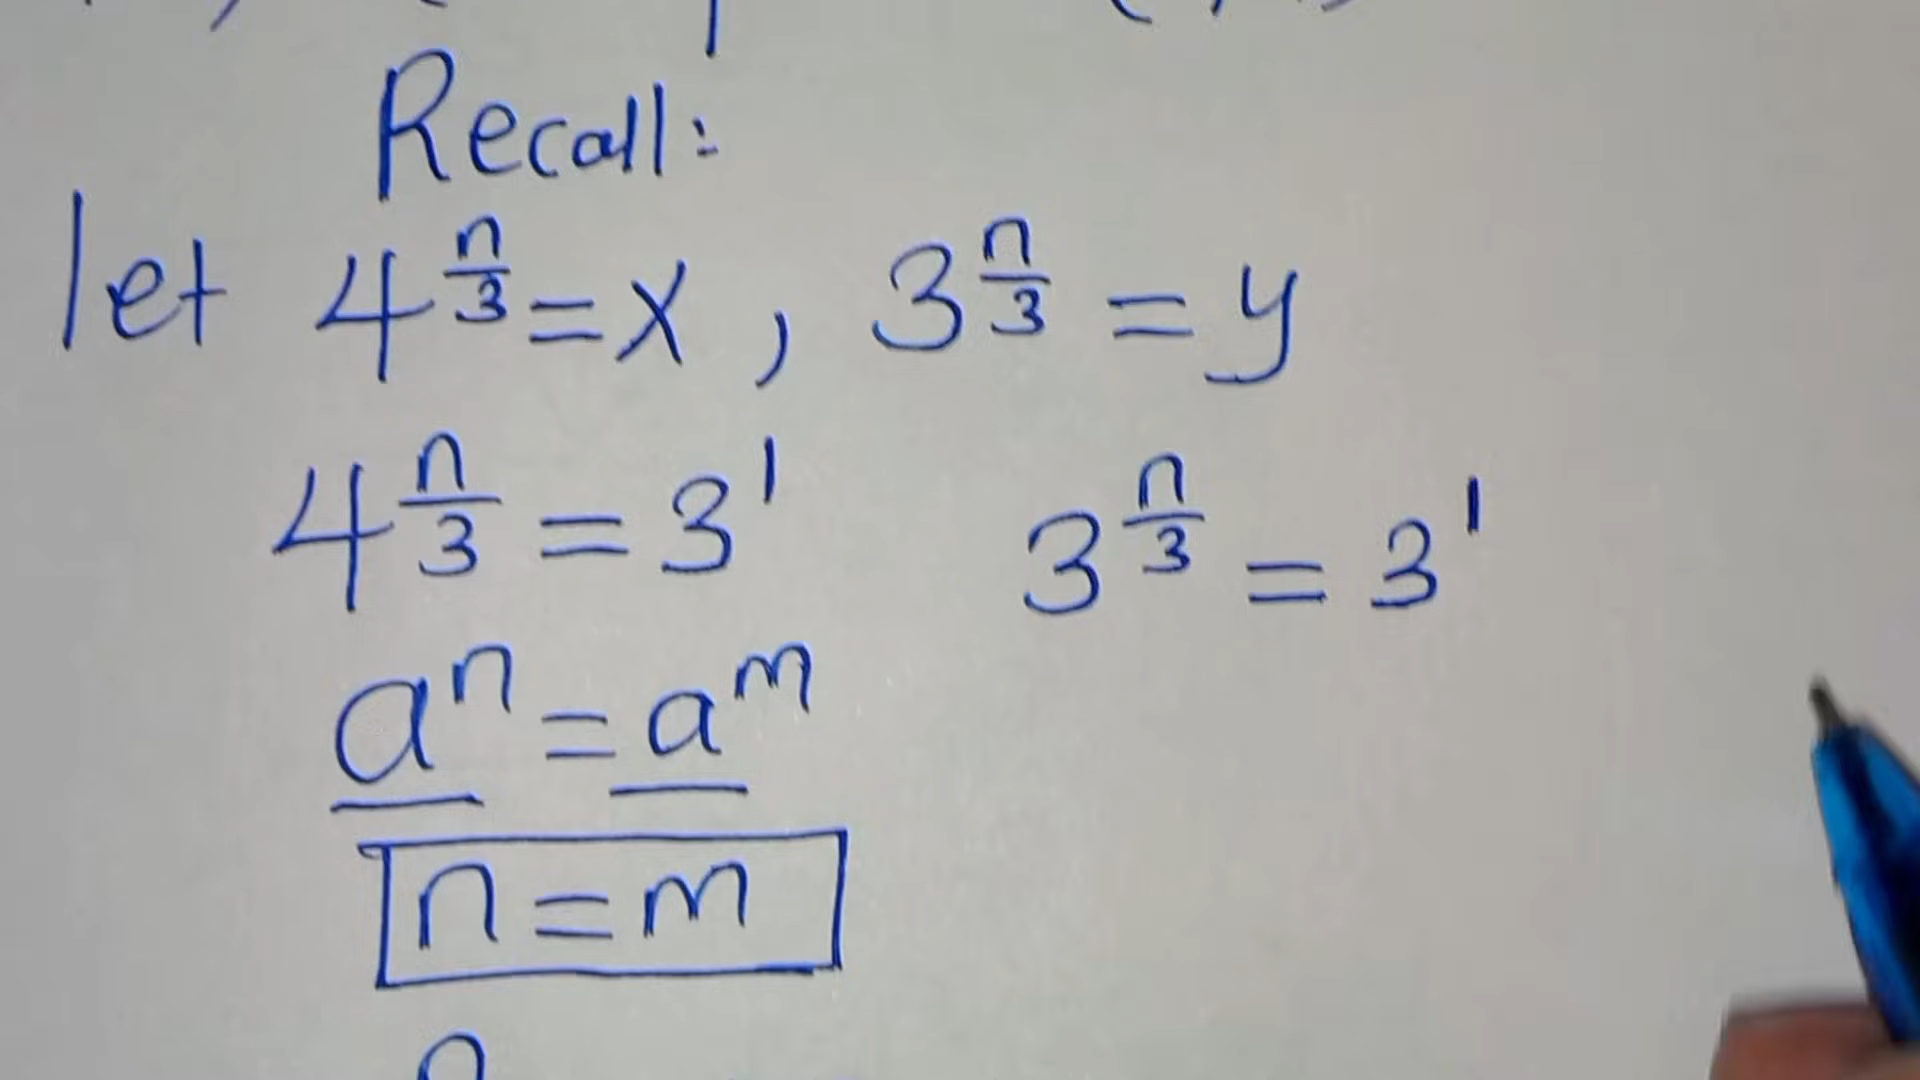 Recall:
let 4^(n/3) = x , 3^(n/3) = y
4^(n/3) = 3^1 3^(n/3) = 3^1
a^n = a^m
n = m